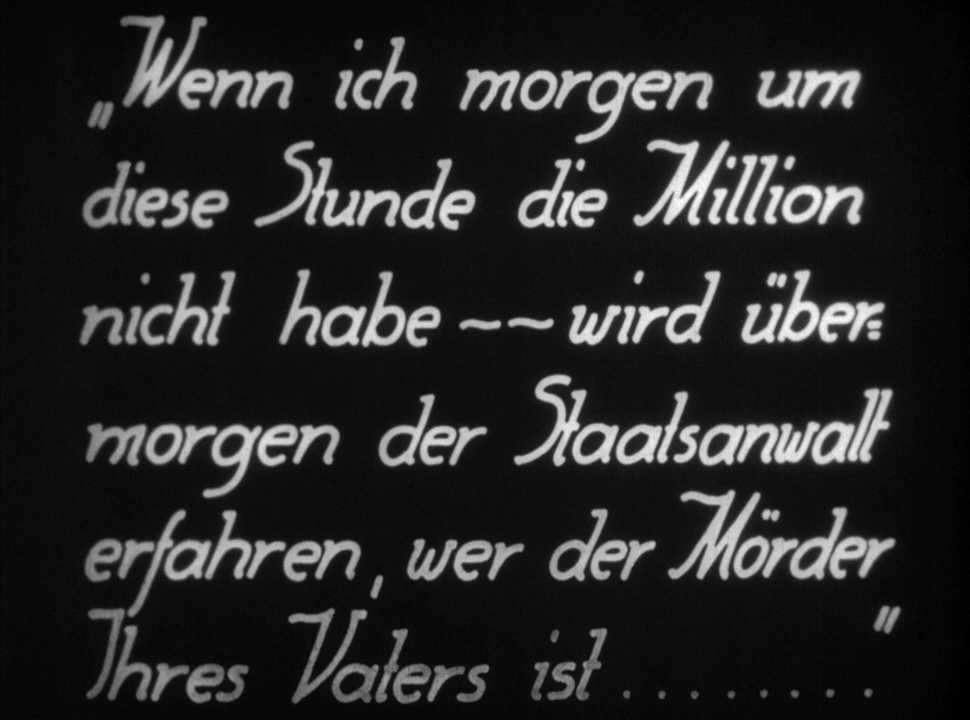 „Wenn ich morgen um
diese Stunde die Million
nicht habe ~~ wird über=
morgen der Staatsanwalt
erfahren, wer der Mörder
Ihres Vaters ist ........."